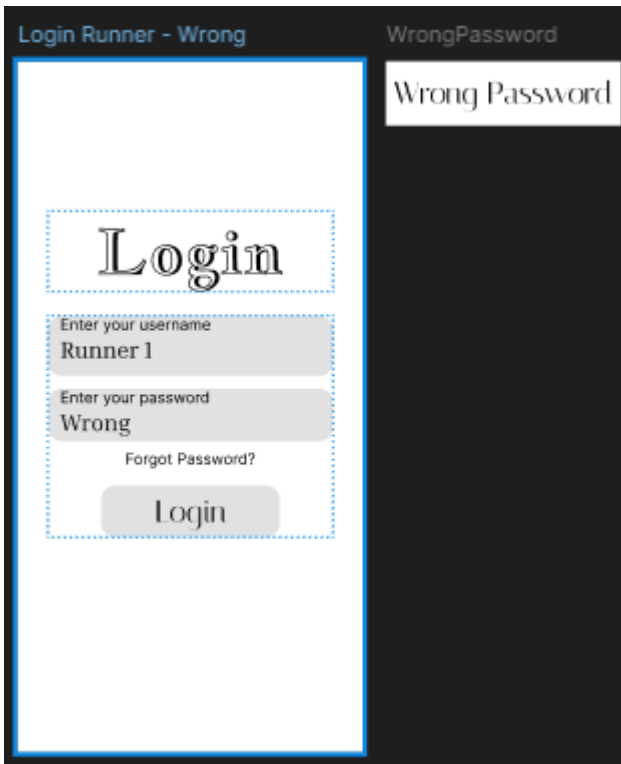 Login Runner - Wrong
WrongPassword
Wrong Password
Login
Enter your username
Runner 1
Enter your password
Wrong
Forgot Password?
Login